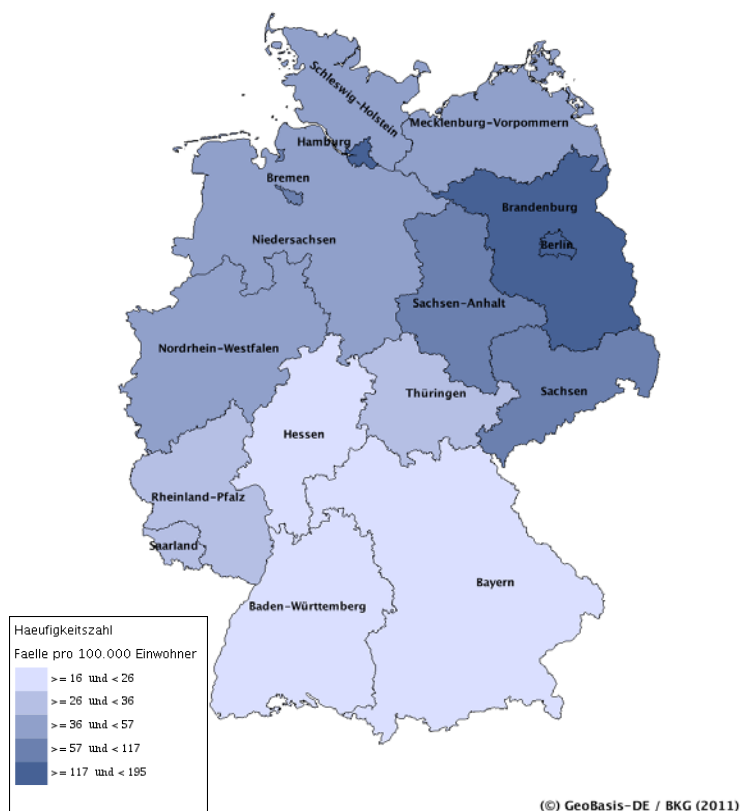 Schleswig-Holstein
Mecklenburg-Vorpommern
Hamburg
Bremen
Brandenburg
Niedersachsen
Berlin
Sachsen-Anhalt
Nordrhein-Westfalen
Thüringen
Sachsen
Hessen
Rheinland-Pfalz
Saarland
Bayern
Baden-Württemberg
Haeufigkeitszahl
Faelle pro 100.000 Einwohner
>= 16 und < 26
>= 26 und < 36
>= 36 und < 57
>= 57 und < 117
>= 117 und < 195
(©) GeoBasis-DE / BKG (2011)